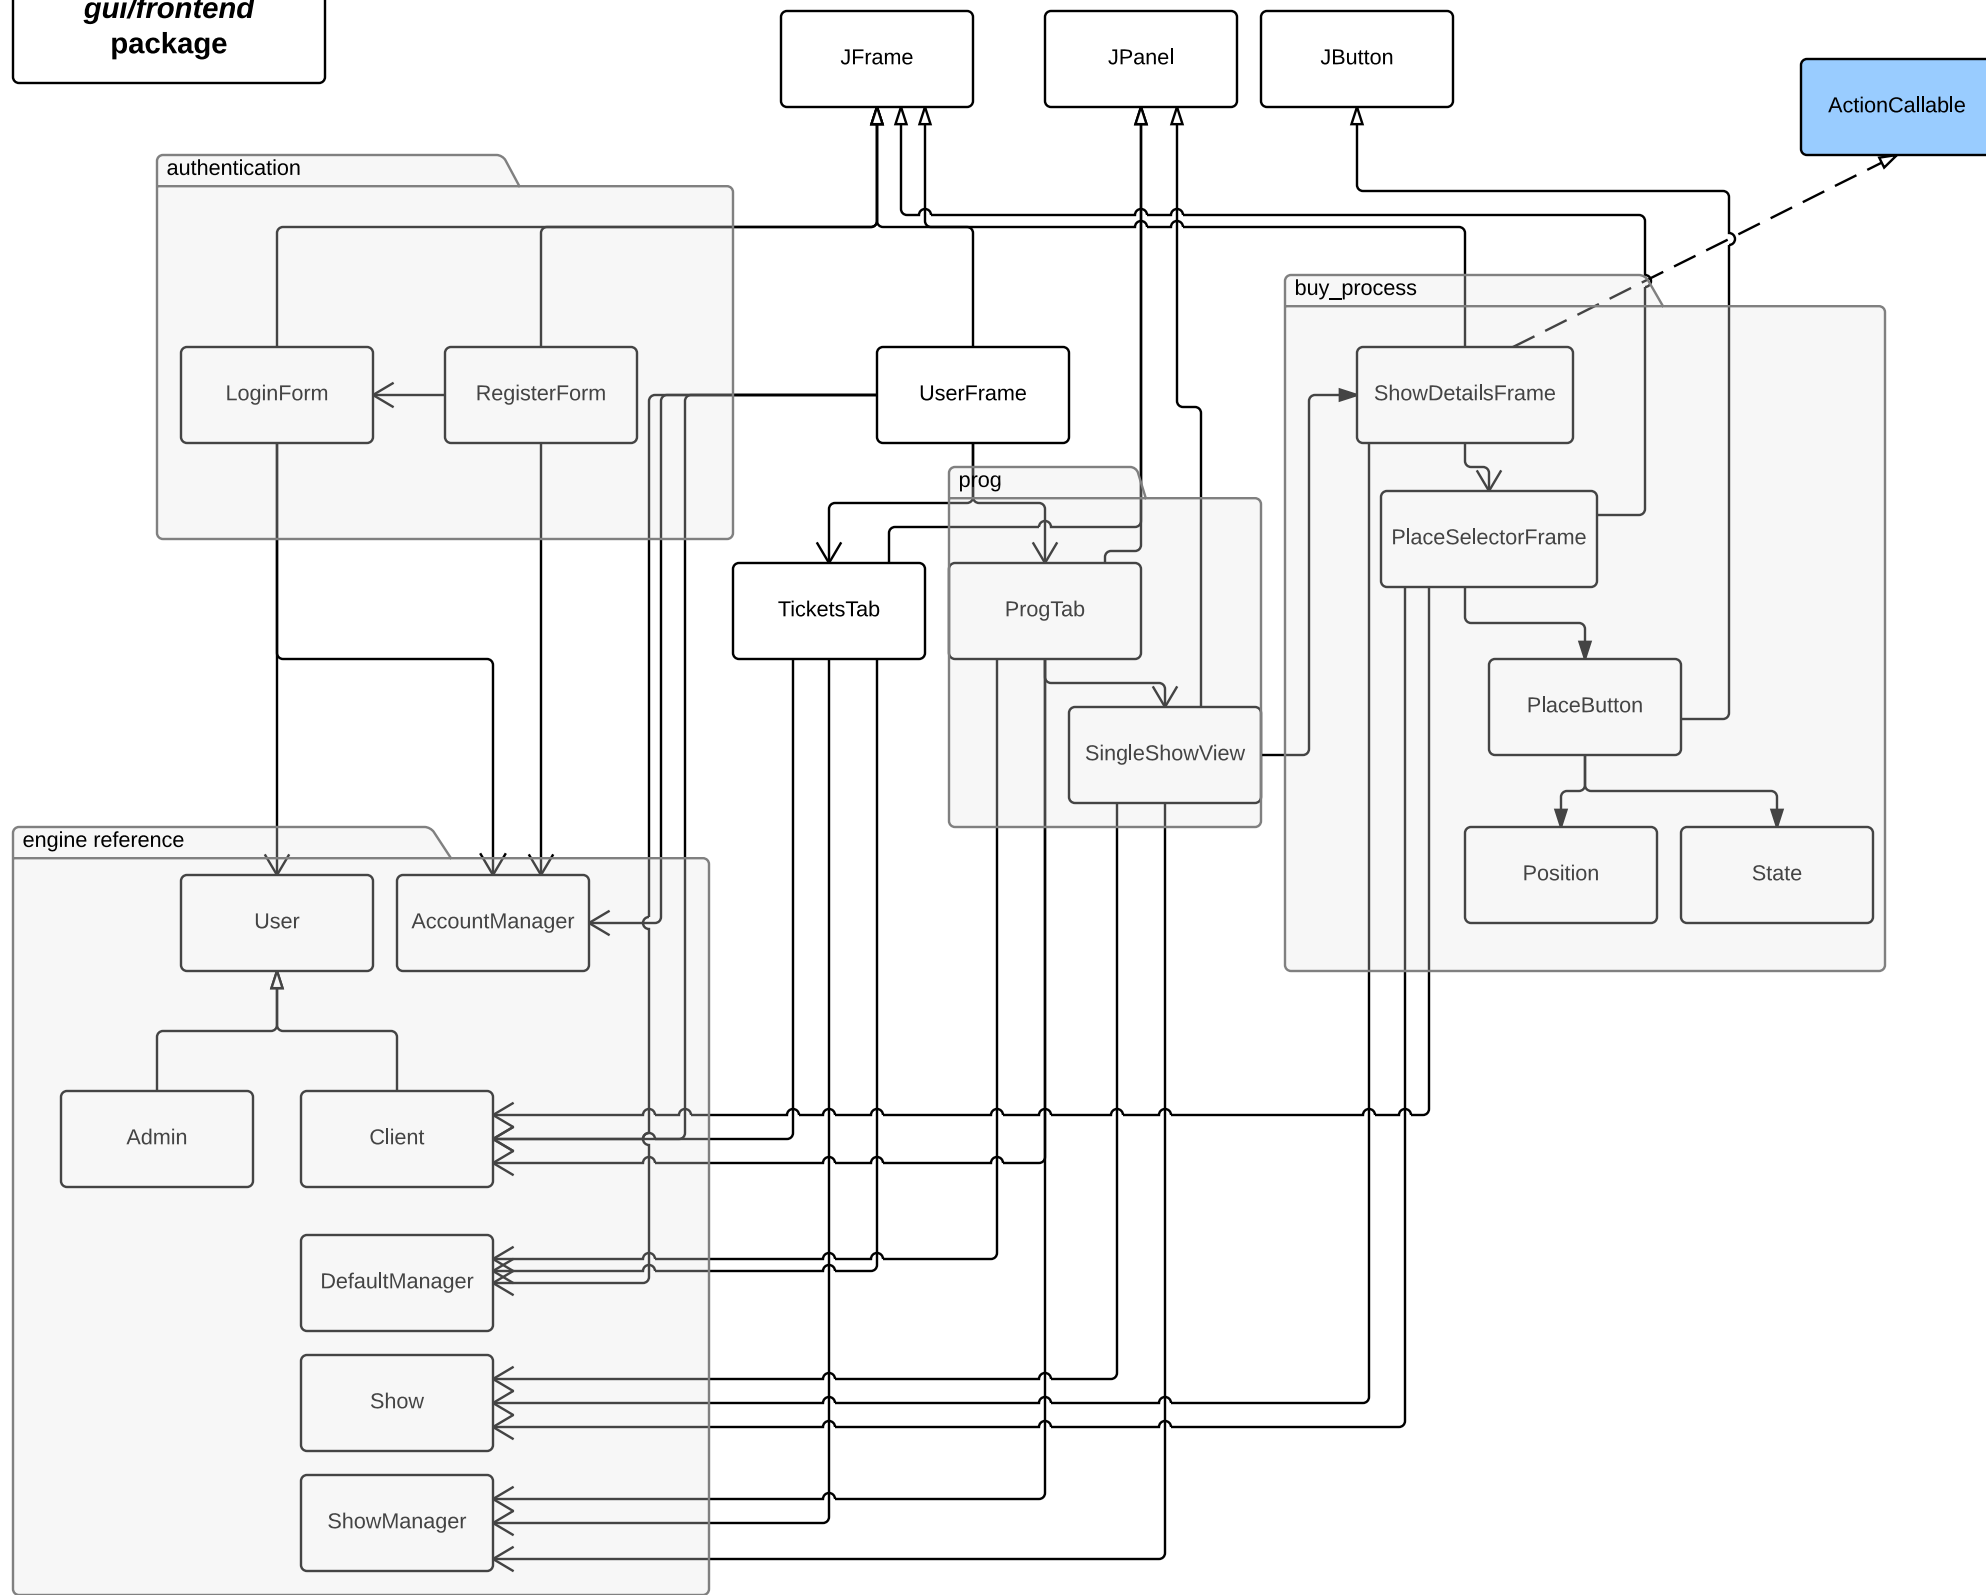 gui/frontend
package
JFrame
JPanel
JButton
ActionCallable
authentication
buy_process
LoginForm
RegisterForm
UserFrame
ShowDetailsFrame
prog
PlaceSelectorFrame
TicketsTab
ProgTab
PlaceButton
SingleShowView
engine reference
Position
State
User
AccountManager
Admin
Client
DefaultManager
Show
ShowManager